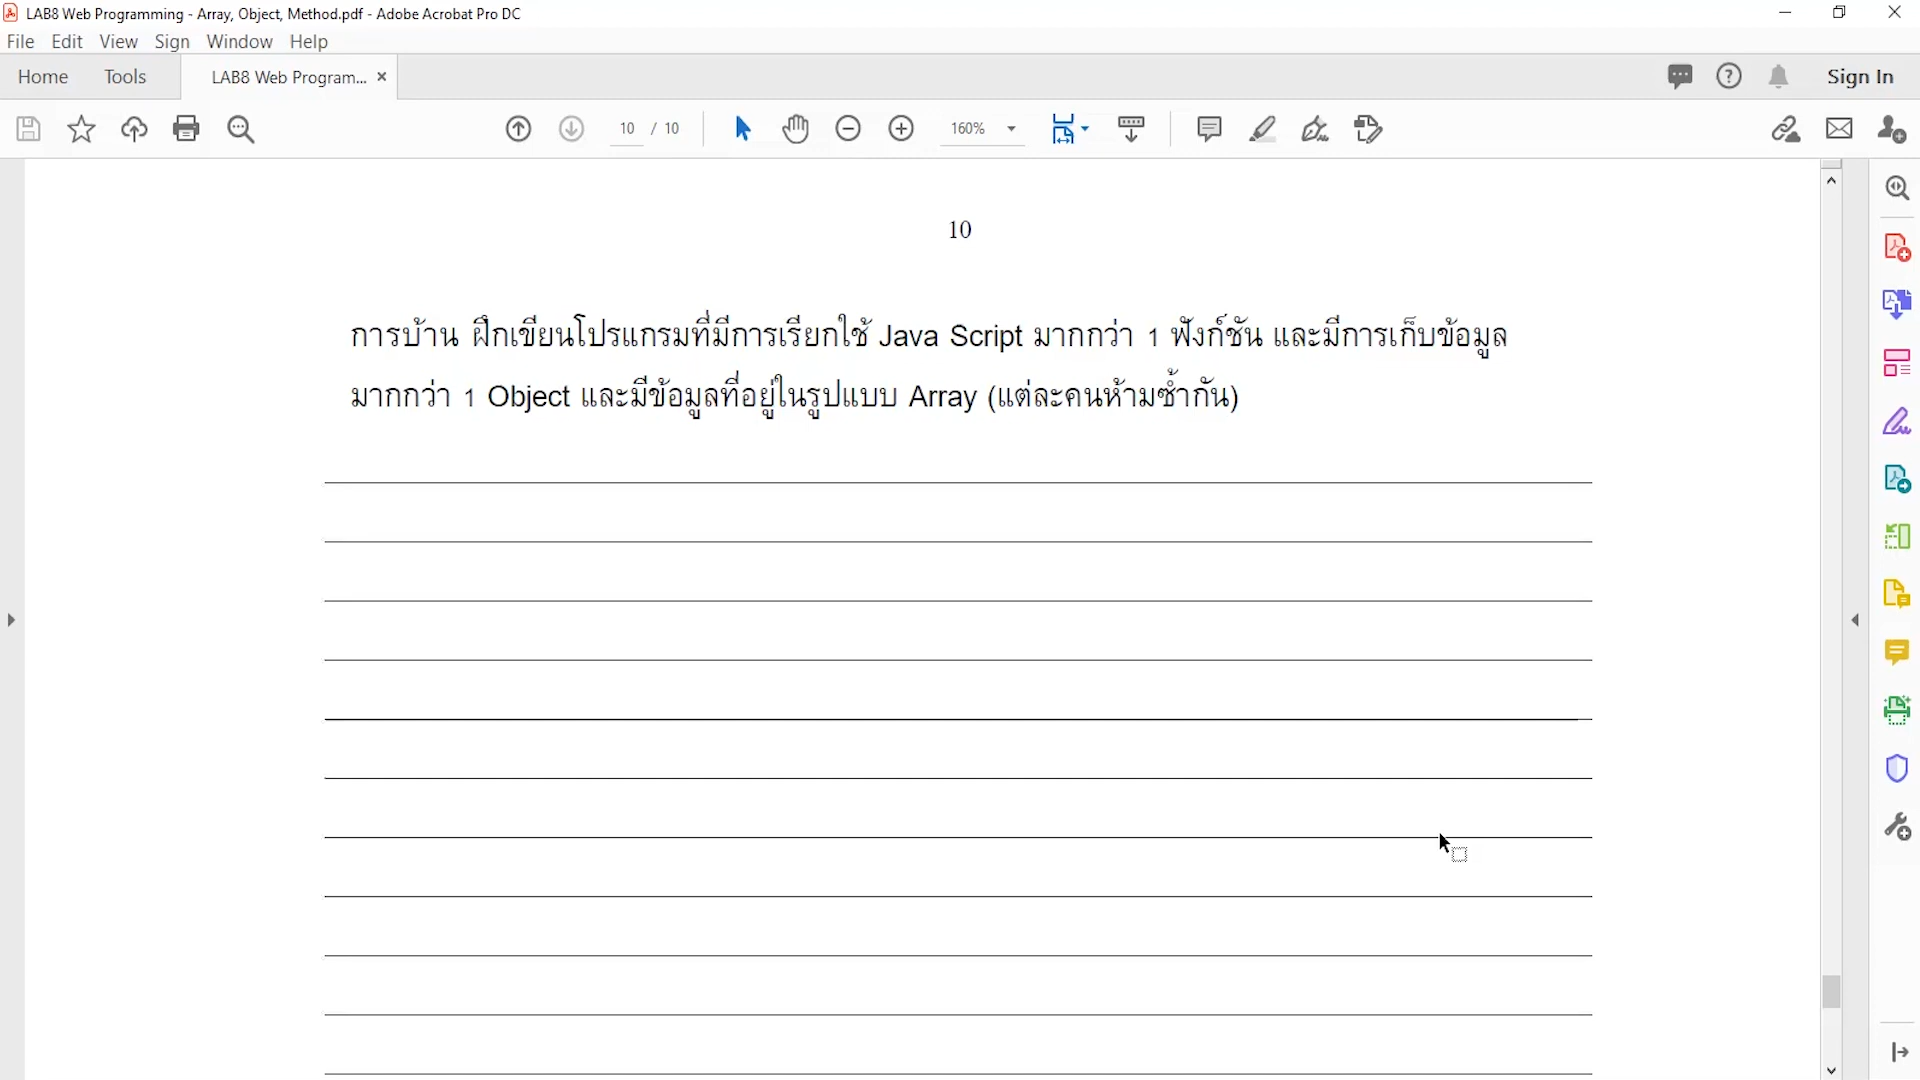 LAB8 Web Programming - Array, Object, Method.pdf - Adobe Acrobat Pro DC
File Edit View Sign Window Help
Home Tools LAB8 Web Program... × Sign In
10 / 10 160%
10
การบ้าน ฝึกเขียนโปรแกรมที่มีการเรียกใช้ Java Script มากกว่า 1 ฟังก์ชัน และมีการเก็บข้อมูล
มากกว่า 1 Object และมีข้อมูลที่อยู่ในรูปแบบ Array (แต่ละคนห้ามซ้ำกัน)